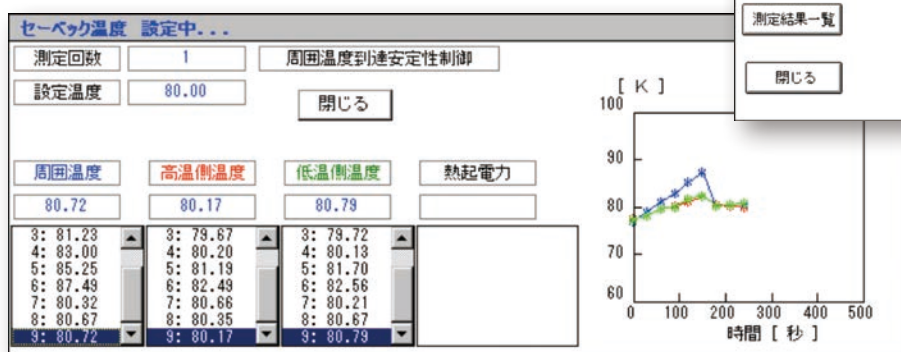 セーベック温度 設定中...
測定回数 1 周囲温度到達安定性制御
設定温度 80.00 閉じる
周囲温度 高温側温度 低温側温度 熱起電力
80.72 80.17 80.79
3: 81.23 3: 79.67 3: 79.72
4: 83.00 4: 80.20 4: 80.13
5: 85.25 5: 81.19 5: 81.70
6: 87.49 6: 82.49 6: 82.56
7: 80.32 7: 80.66 7: 80.21
8: 80.67 8: 80.35 8: 80.67
9: 80.72 9: 80.17 9: 80.79
測定結果一覧
閉じる
[ K ]
100
90
80
70
60
0 100 200 300 400 500
時間 [ 秒 ]